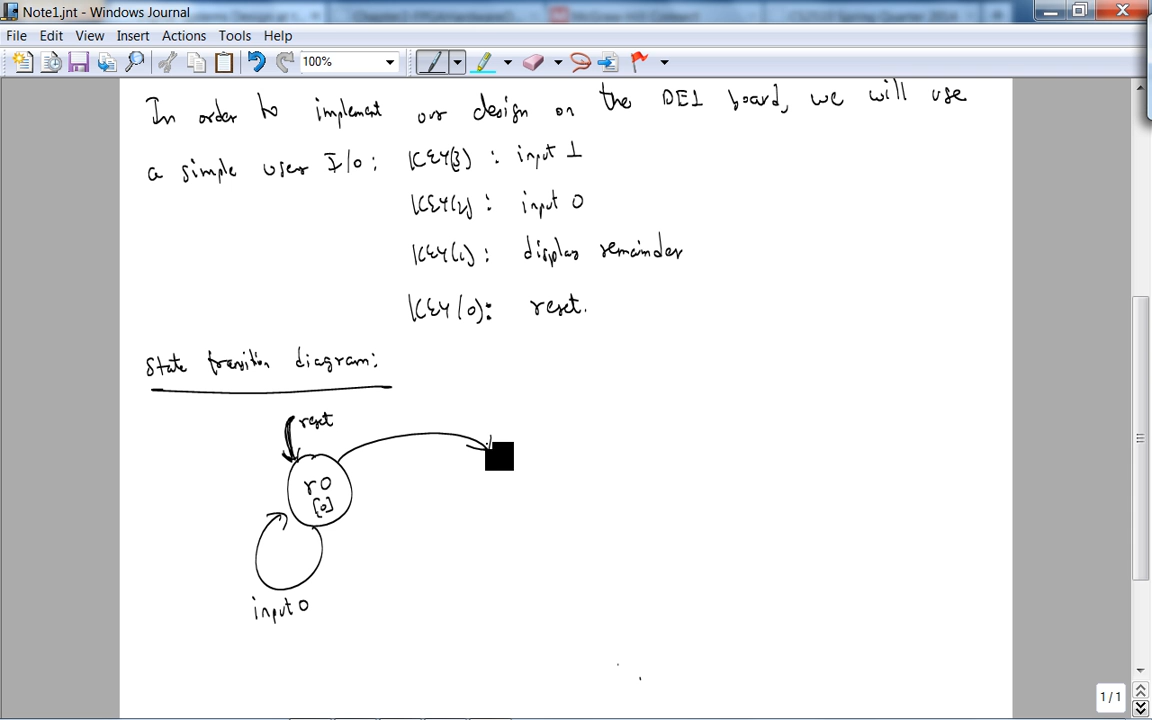 Note1.jnt - Windows Journal
File Edit View Insert Actions Tools Help
100%
In order to implement our design on the DE1 board, we will use
a simple user I/O: KEY(3) : input 1
KEY(2) : input 0
KEY(1) : display remainder
KEY(0): reset.
State transition diagram:
reset
r0
[0]
input 0
1 / 1